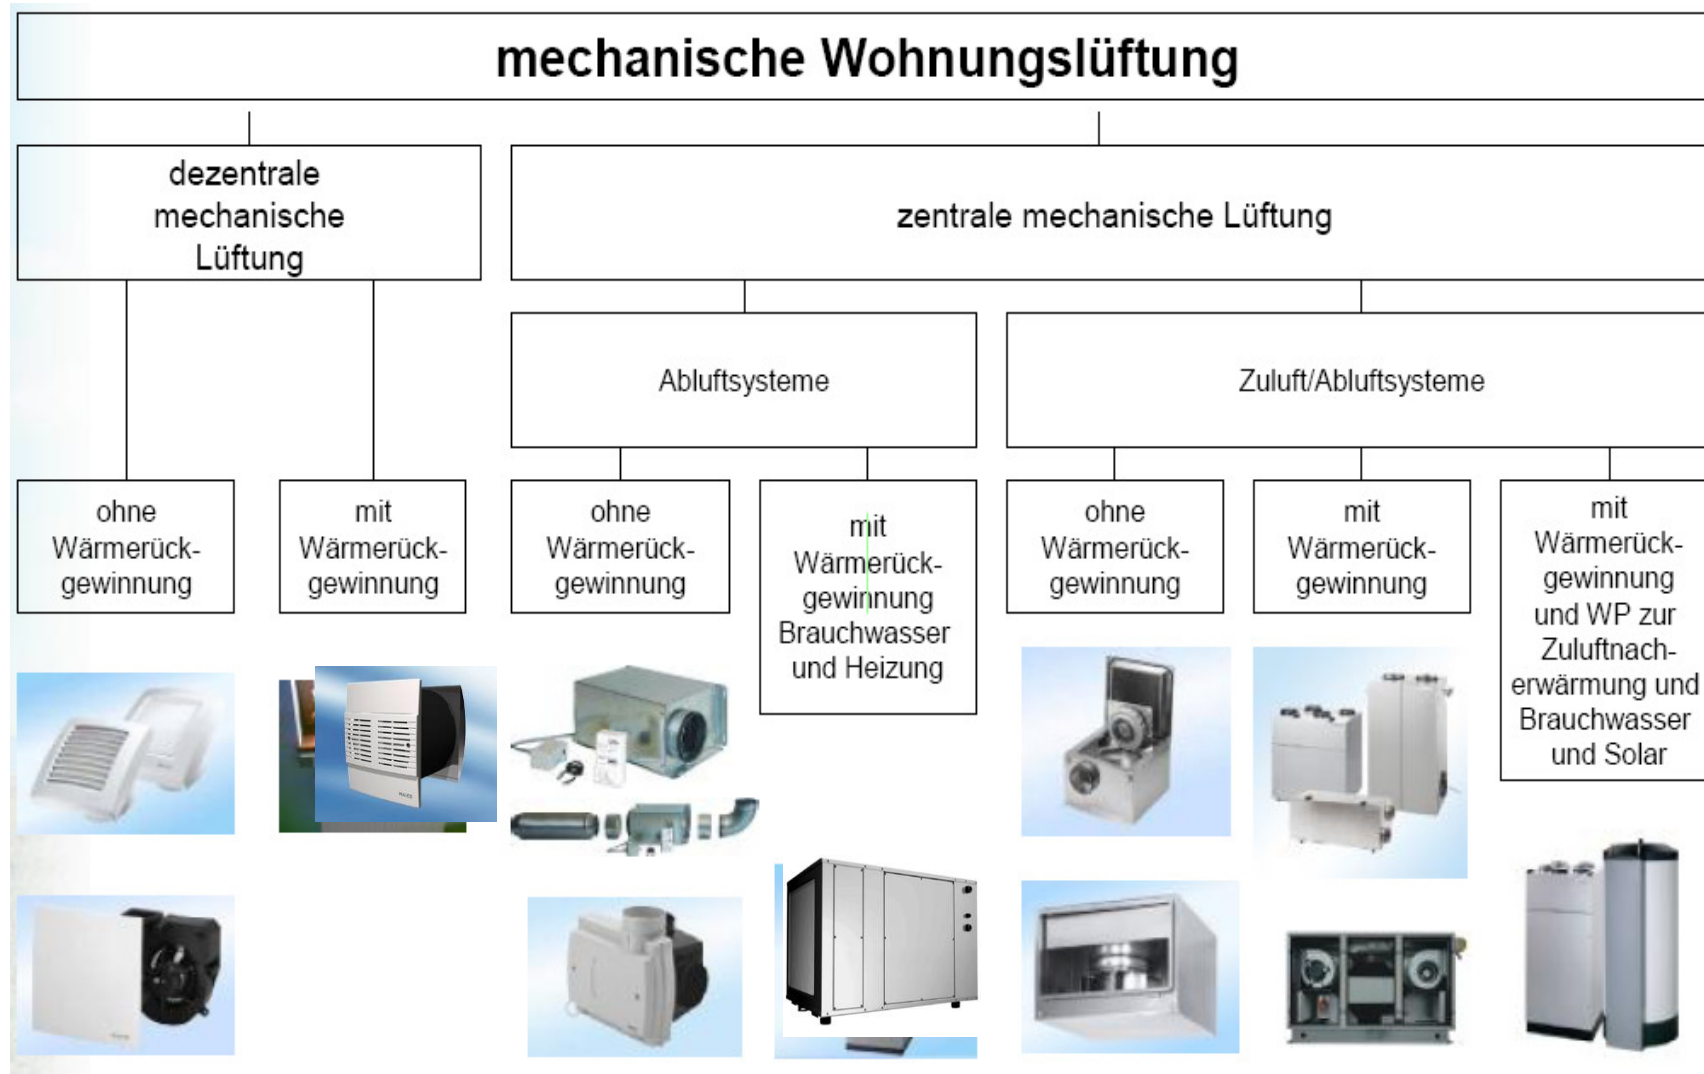 mechanische Wohnungslüftung
dezentrale
mechanische
Lüftung
zentrale mechanische Lüftung
Abluftsysteme
Zuluft/Abluftsysteme
ohne
Wärmerück-
gewinnung
mit
Wärmerück-
gewinnung
ohne
Wärmerück-
gewinnung
mit
Wärmerück-
gewinnung
Brauchwasser
und Heizung
ohne
Wärmerück-
gewinnung
mit
Wärmerück-
gewinnung
mit
Wärmerück-
gewinnung
und WP zur
Zuluftnach-
erwärmung und
Brauchwasser
und Solar